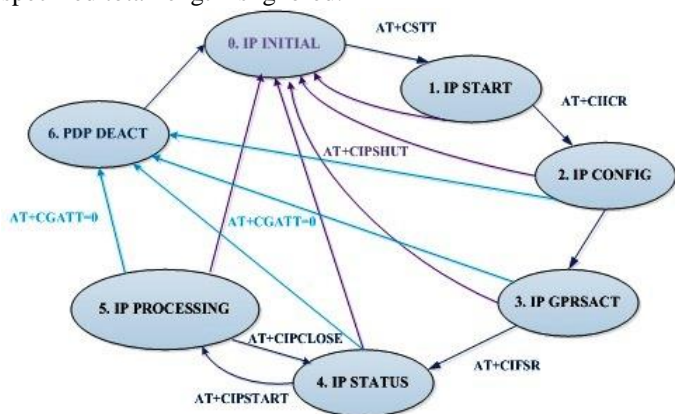 0. IP INITIAL
AT+CSTT
1. IP START
AT+CIICR
6. PDP DEACT
AT+CIPSHUT
2. IP CONFIG
AT+CGATT=0
AT+CGATT=0
5. IP PROCESSING
3. IP GPRSACT
AT+CIPCLOSE
AT+CIFSR
4. IP STATUS
AT+CIPSTART